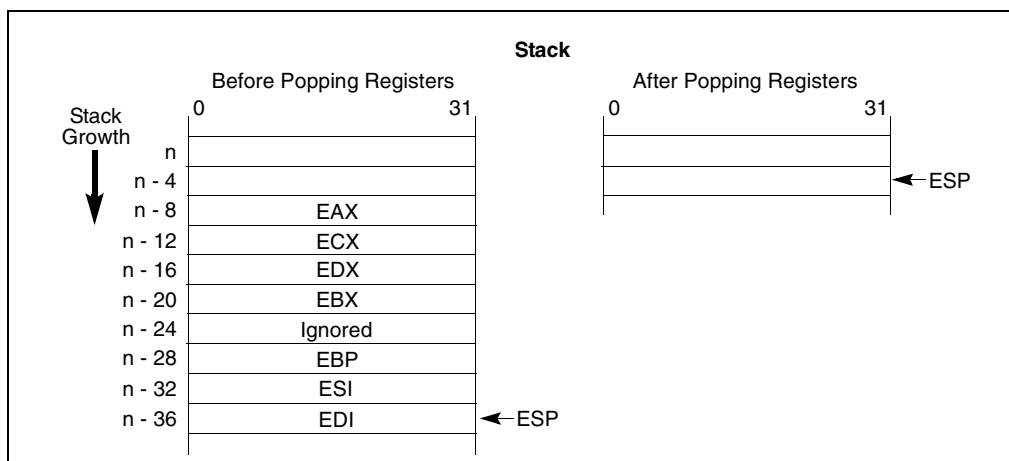 Stack
Before Popping Registers
After Popping Registers
0 31
0 31
Stack
Growth
n
n - 4
ESP
n - 8 EAX
n - 12 ECX
n - 16 EDX
n - 20 EBX
n - 24 Ignored
n - 28 EBP
n - 32 ESI
n - 36 EDI ESP